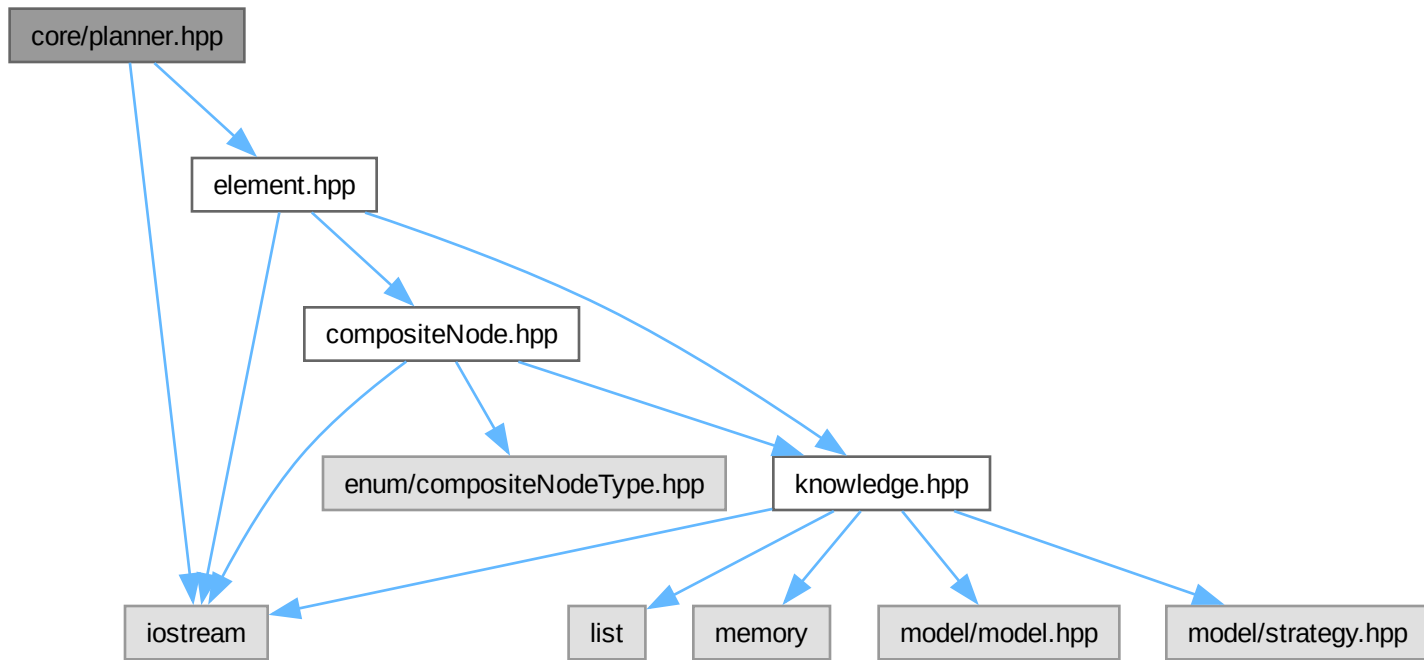 core/planner.hpp
element.hpp
compositeNode.hpp
enum/compositeNodeType.hpp
knowledge.hpp
iostream
list
memory
model/model.hpp
model/strategy.hpp